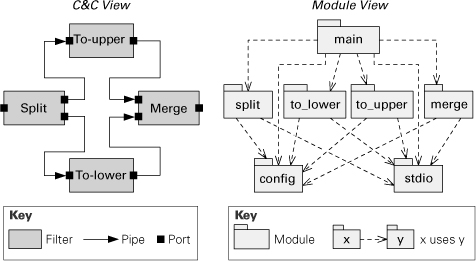 C&C View
Module View
To-upper
main
Split
Merge
split
to_lower
to_upper
merge
To-lower
config
stdio
Key
Filter
Pipe
Port
Key
Module
x
y
x uses y